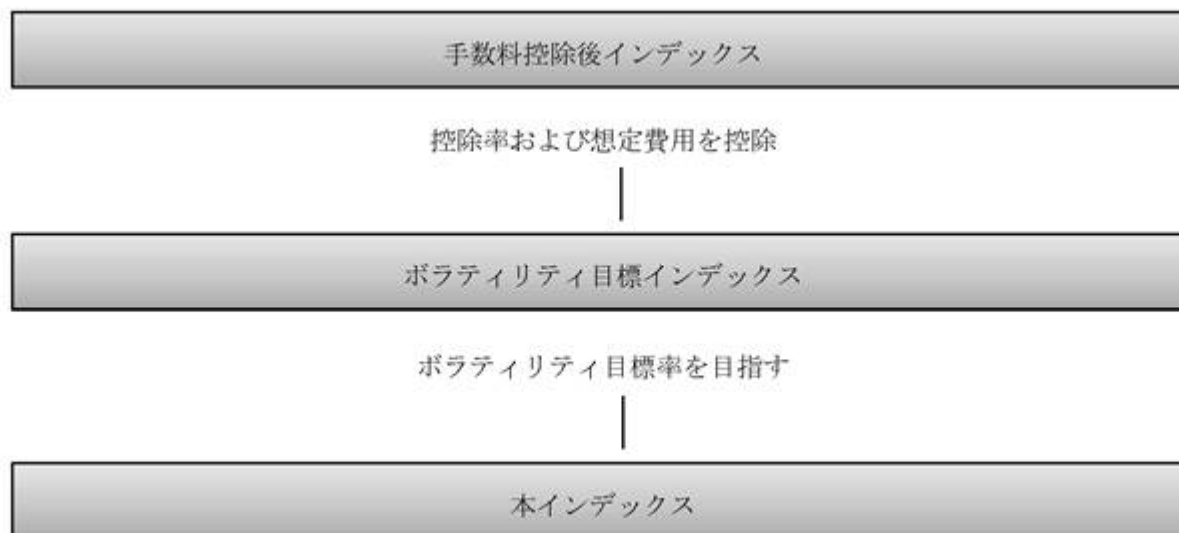 手数料控除後インデックス
控除率および想定費用を控除
ボラティリティ目標インデックス
ボラティリティ目標率を目指す
本インデックス